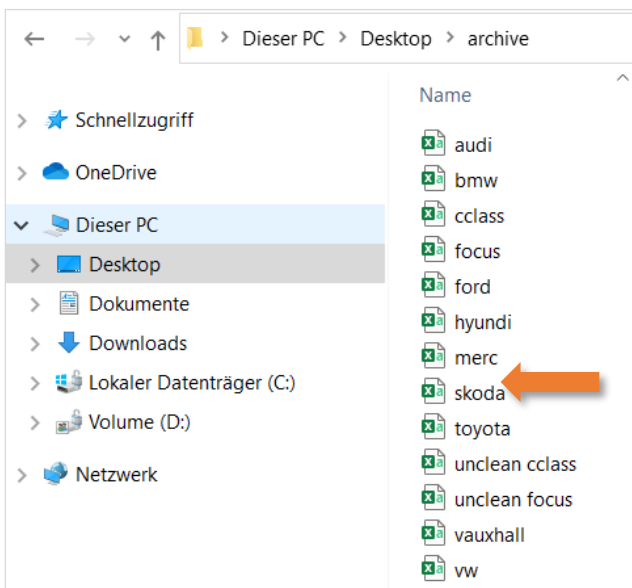 Dieser PC > Desktop > archive
Name
Schnellzugriff
OneDrive
Dieser PC
Desktop
Dokumente
Downloads
Lokaler Datenträger (C:)
Volume (D:)
Netzwerk
audi
bmw
cclass
focus
ford
hyundi
merc
skoda
toyota
unclean cclass
unclean focus
vauxhall
vw